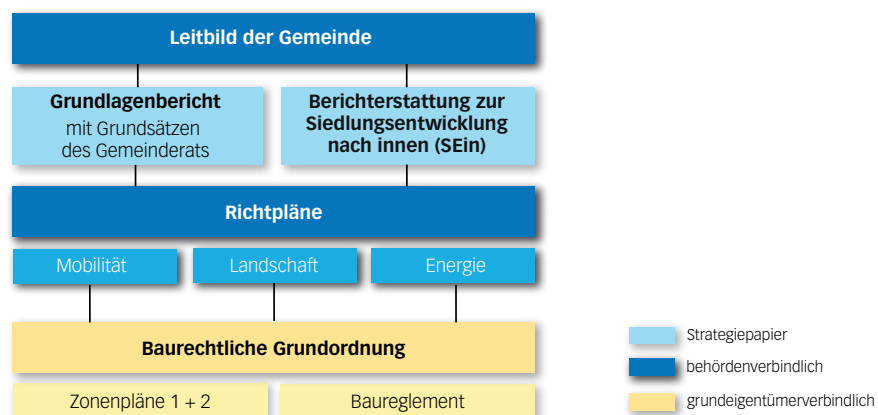 Leitbild der Gemeinde
Grundlagenbericht
mit Grundsätzen
des Gemeinderats
Berichterstattung zur
Siedlungsentwicklung
nach innen (SEin)
Richtpläne
Mobilität
Landschaft
Energie
Baurechtliche Grundordnung
Zonenpläne 1 + 2
Baureglement
Strategiepapier
behördenverbindlich
grundeigentümerverbindlich